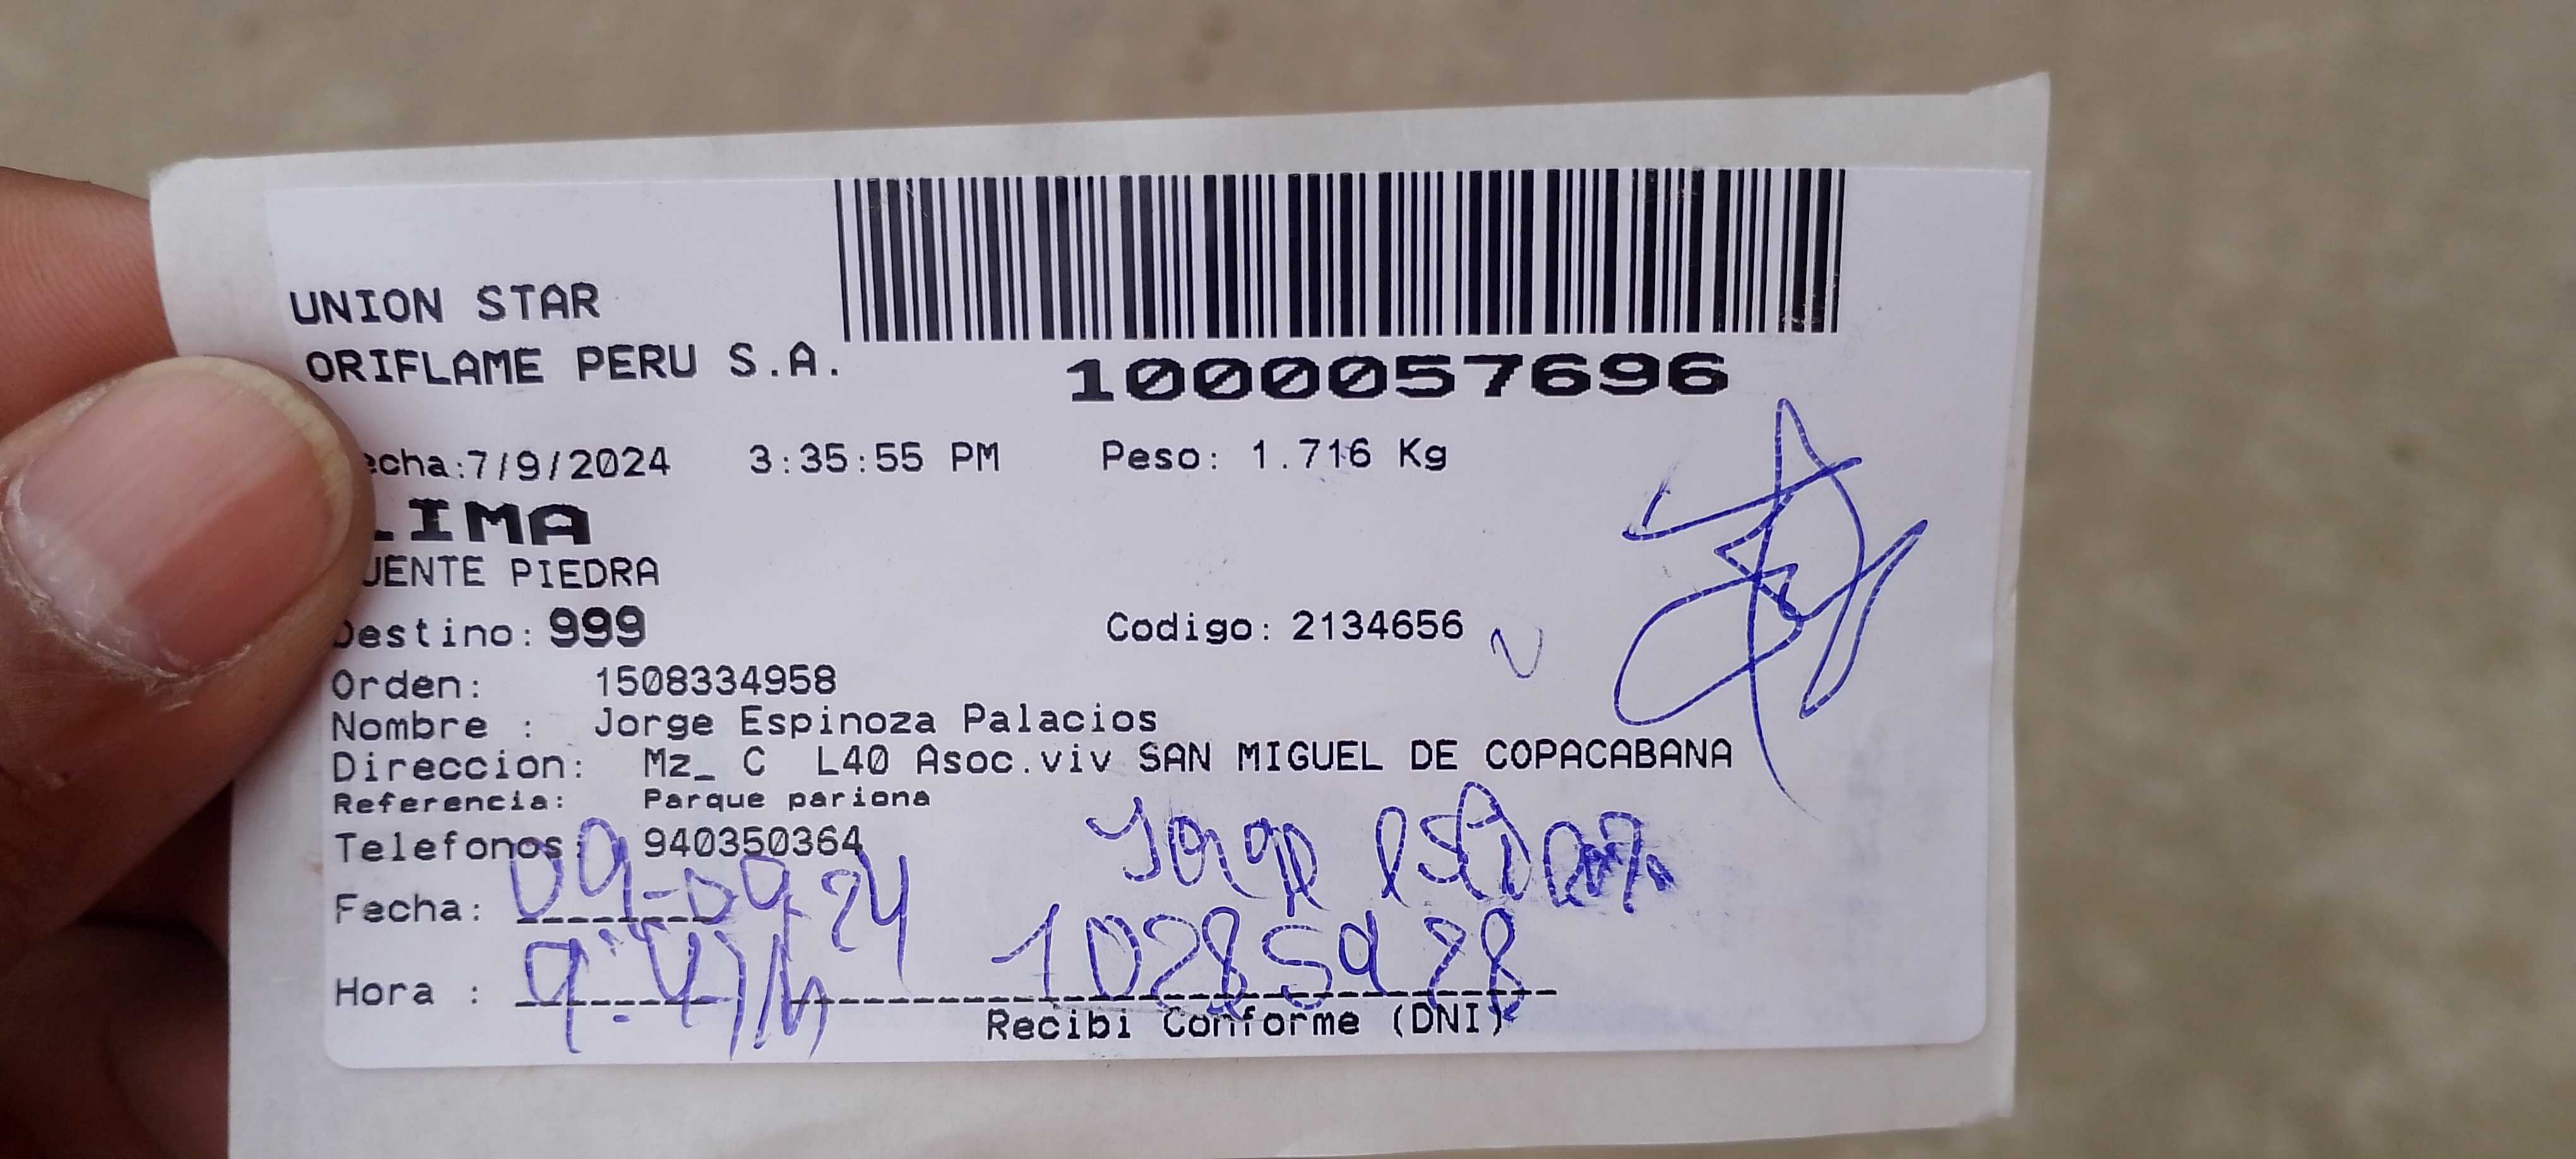 UNION STAR
ORIFLAME PERU S.A.
1000057696
echa:7/9/2024 3:35:55 PM Peso: 1.716 Kg
LIMA
UENTE PIEDRA
Destino: 999 Codigo: 2134656
Orden: 1508334958
Nombre : Jorge Espinoza Palacios
Direccion: Mz_ C L40 Asoc.viv SAN MIGUEL DE COPACABANA
Referencia: Parque pariona
Telefonos: 940350364
Jorge
Fecha: 09-09-24
10285928
Hora :
Recibi Conforme (DNI)